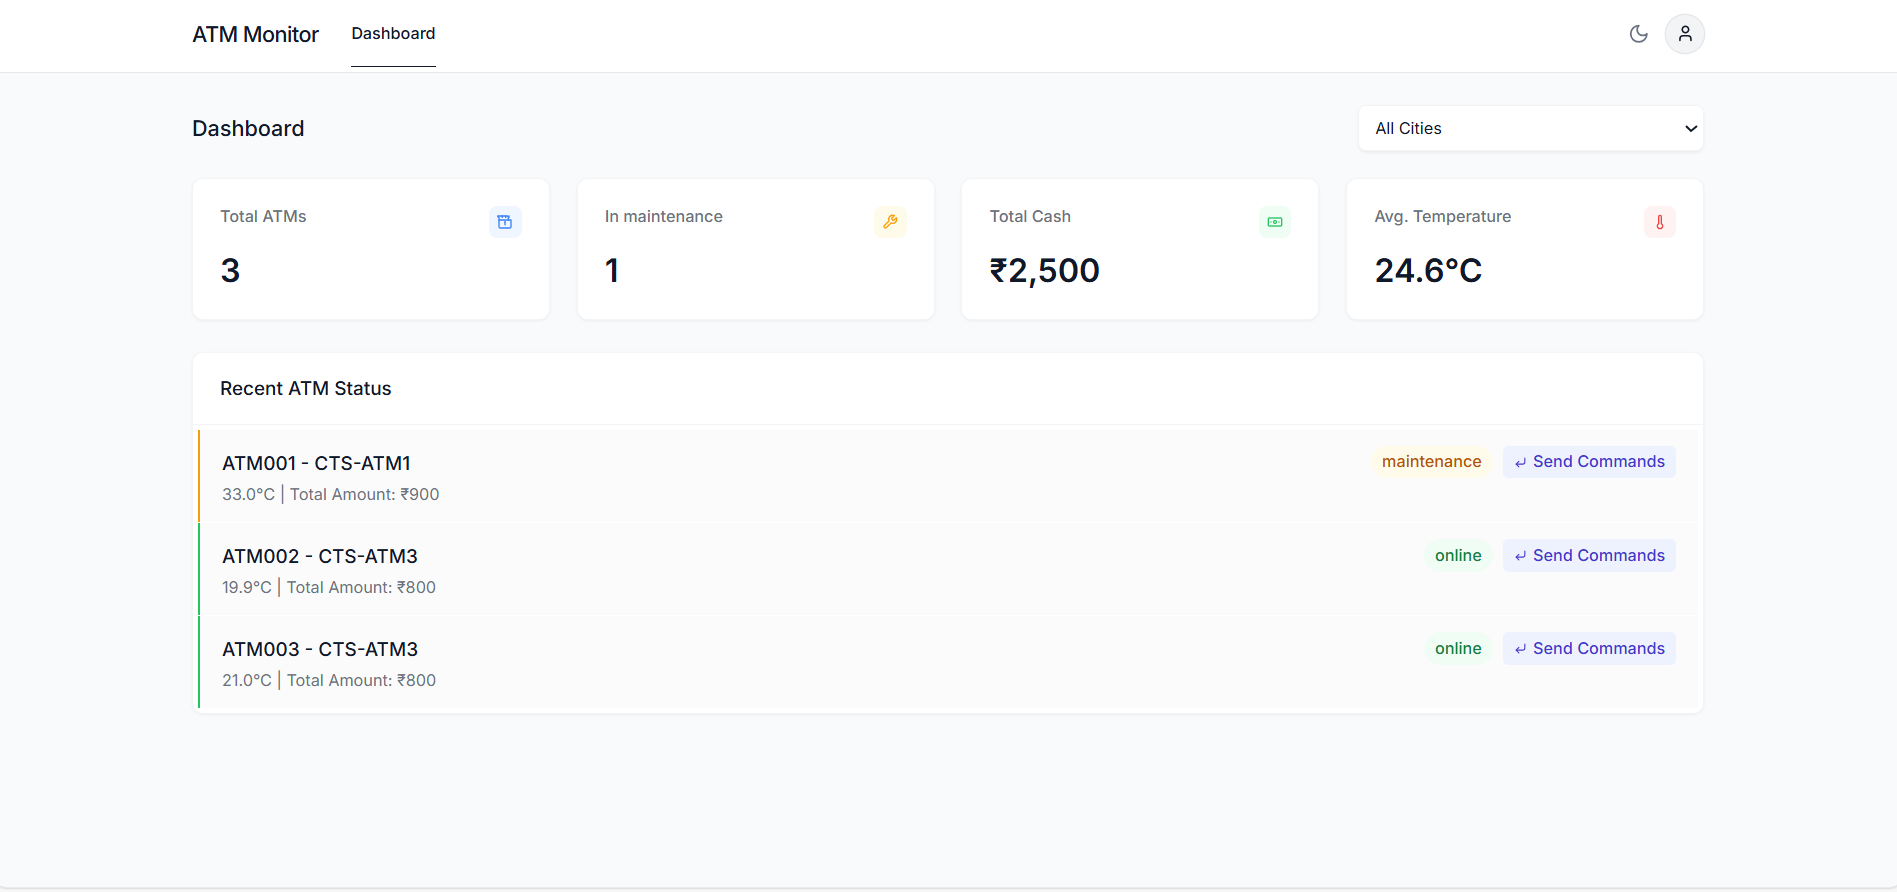 ATM Monitor Dashboard
Dashboard
All Cities
Total ATMs
3
In maintenance
1
Total Cash
₹2,500
Avg. Temperature
24.6°C
Recent ATM Status
ATM001 - CTS-ATM1
33.0°C | Total Amount: ₹900
maintenance
Send Commands
ATM002 - CTS-ATM3
19.9°C | Total Amount: ₹800
online
Send Commands
ATM003 - CTS-ATM3
21.0°C | Total Amount: ₹800
online
Send Commands